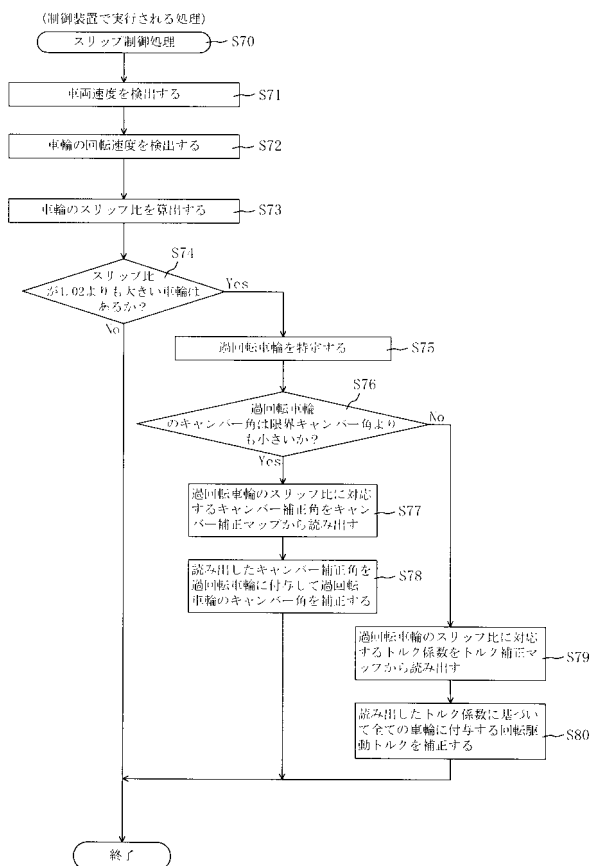 (制御装置で実行される処理)
スリップ制御処理
S70
車両速度を検出する
S71
車輪の回転速度を検出する
S72
車輪のスリップ比を算出する
S73
S74
スリップ比
が1.02よりも大きい車輪は
あるか?
Yes
No
過回転車輪を特定する
S75
S76
過回転車輪
のキャンバー角は限界キャンバー角より
も小さいか?
No
Yes
過回転車輪のスリップ比に対応
するキャンバー補正角をキャン
バー補正マップから読み出す
S77
読み出したキャンバー補正角を
過回転車輪に付与して過回転
車輪のキャンバー角を補正する
S78
過回転車輪のスリップ比に対応
するトルク係数をトルク補正マ
ップから読み出す
S79
読み出したトルク係数に基づい
て全ての車輪に付与する回転駆
動トルクを補正する
S80
終了